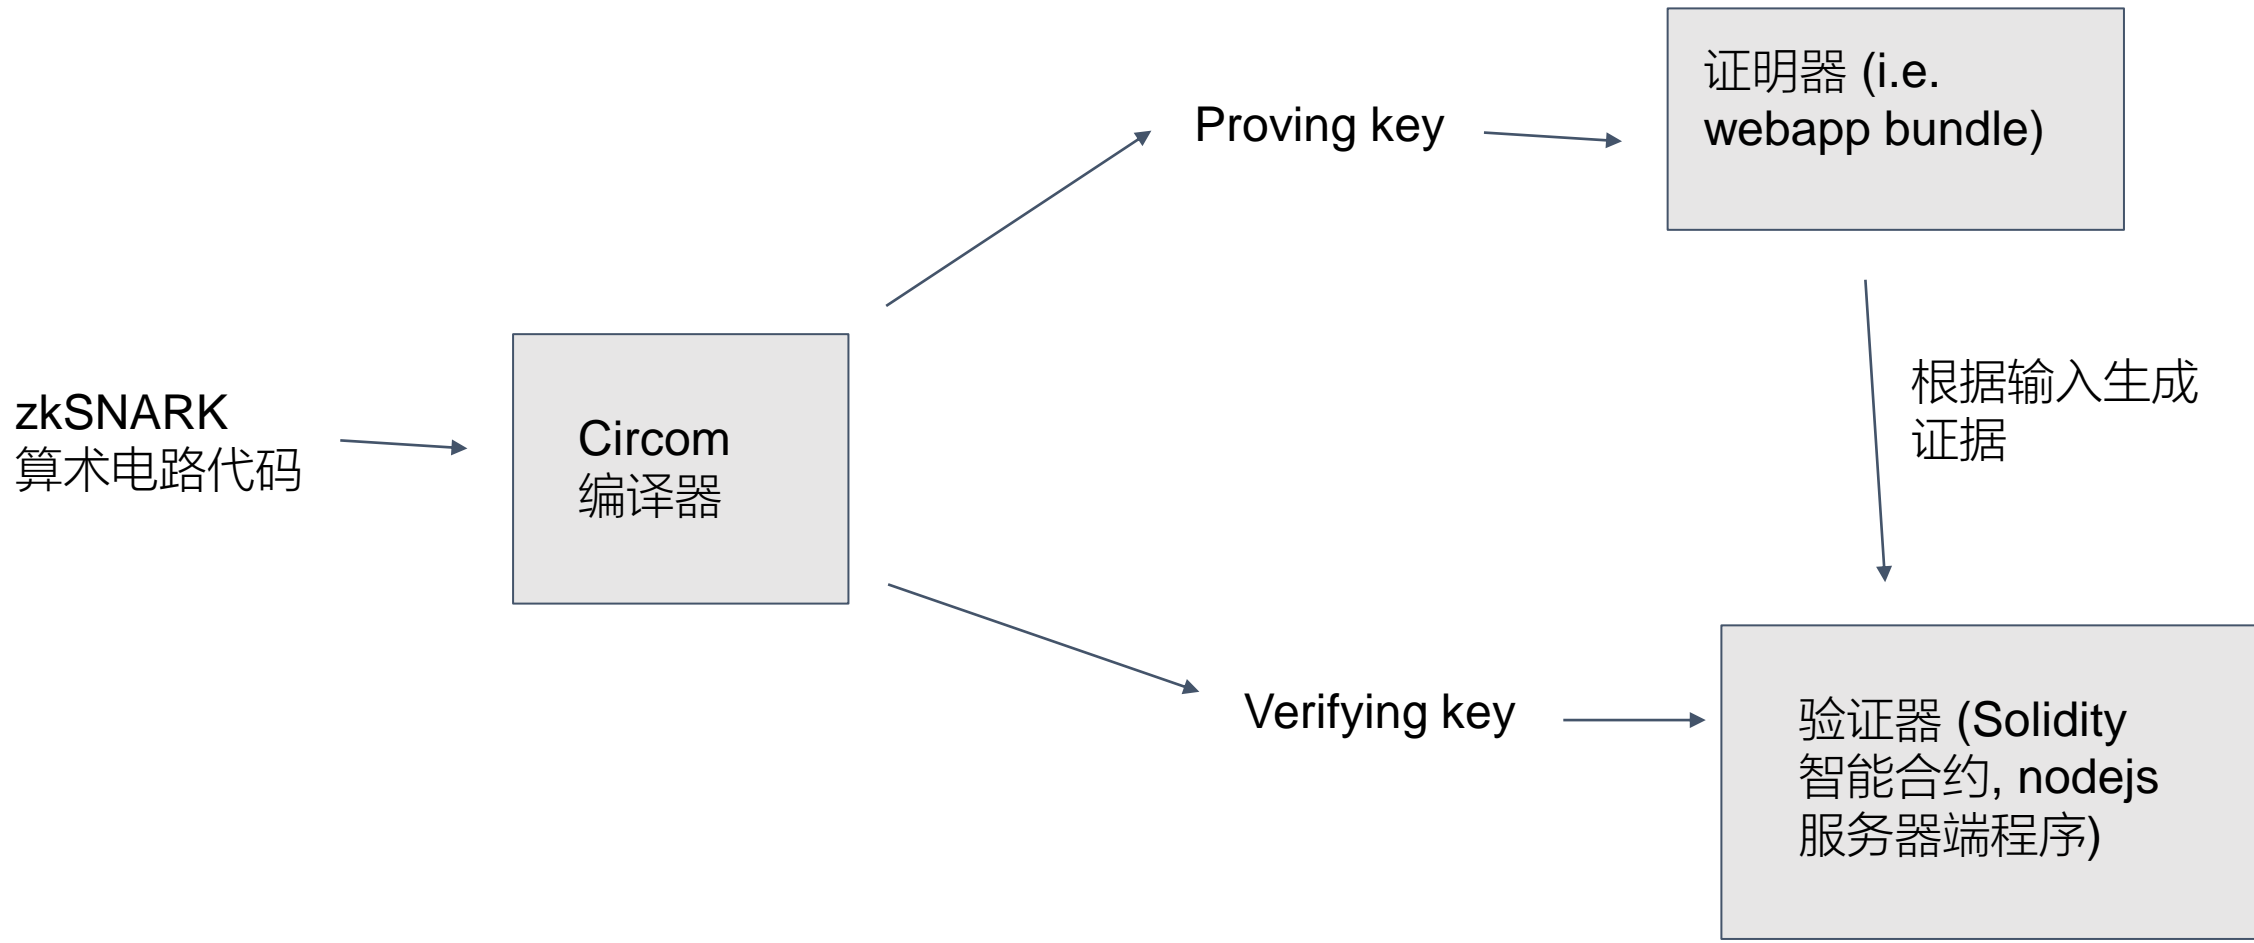 zkSNARK
算术电路代码
Circom
编译器
Proving key
证明器 (i.e.
webapp bundle)
根据输入生成
证据
Verifying key
验证器 (Solidity
智能合约, nodejs
服务器端程序)